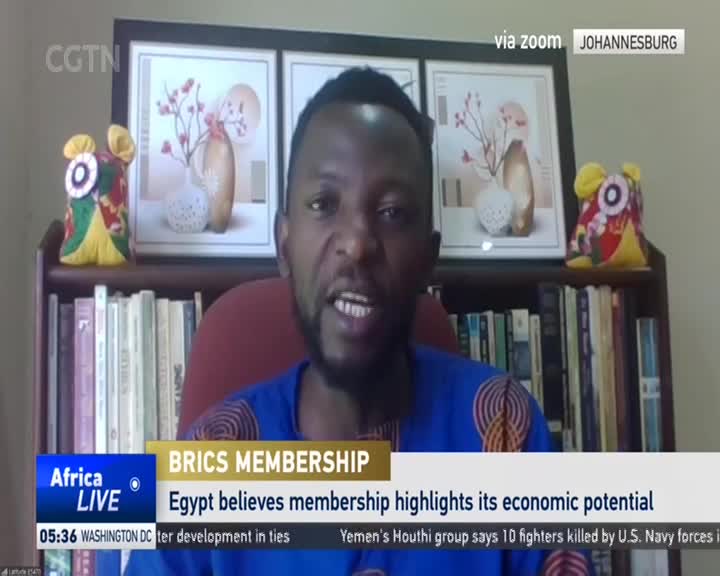 CGTN
via zoom
JOHANNESBURG
BRICS MEMBERSHIP
Africa
LIVE
Egypt believes membership highlights its economic potential
05:36 WASHINGTON DC
ter development in ties Yemen's Houthi group says 10 fighters killed by U.S. Navy forces i